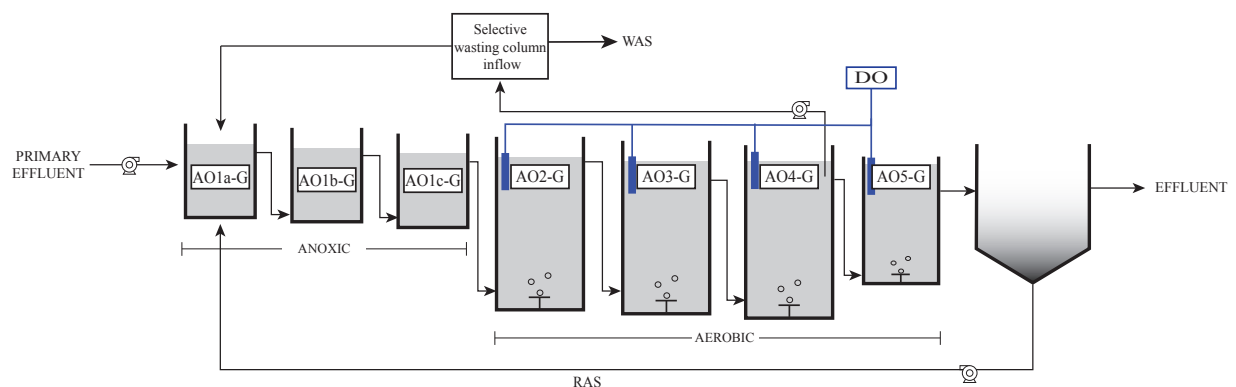 Selective
wasting column
inflow
WAS
DO
PRIMARY
EFFLUENT
AO1a-G
AO1b-G
AO1c-G
AO2-G
AO3-G
AO4-G
AO5-G
EFFLUENT
ANOXIC
AEROBIC
RAS